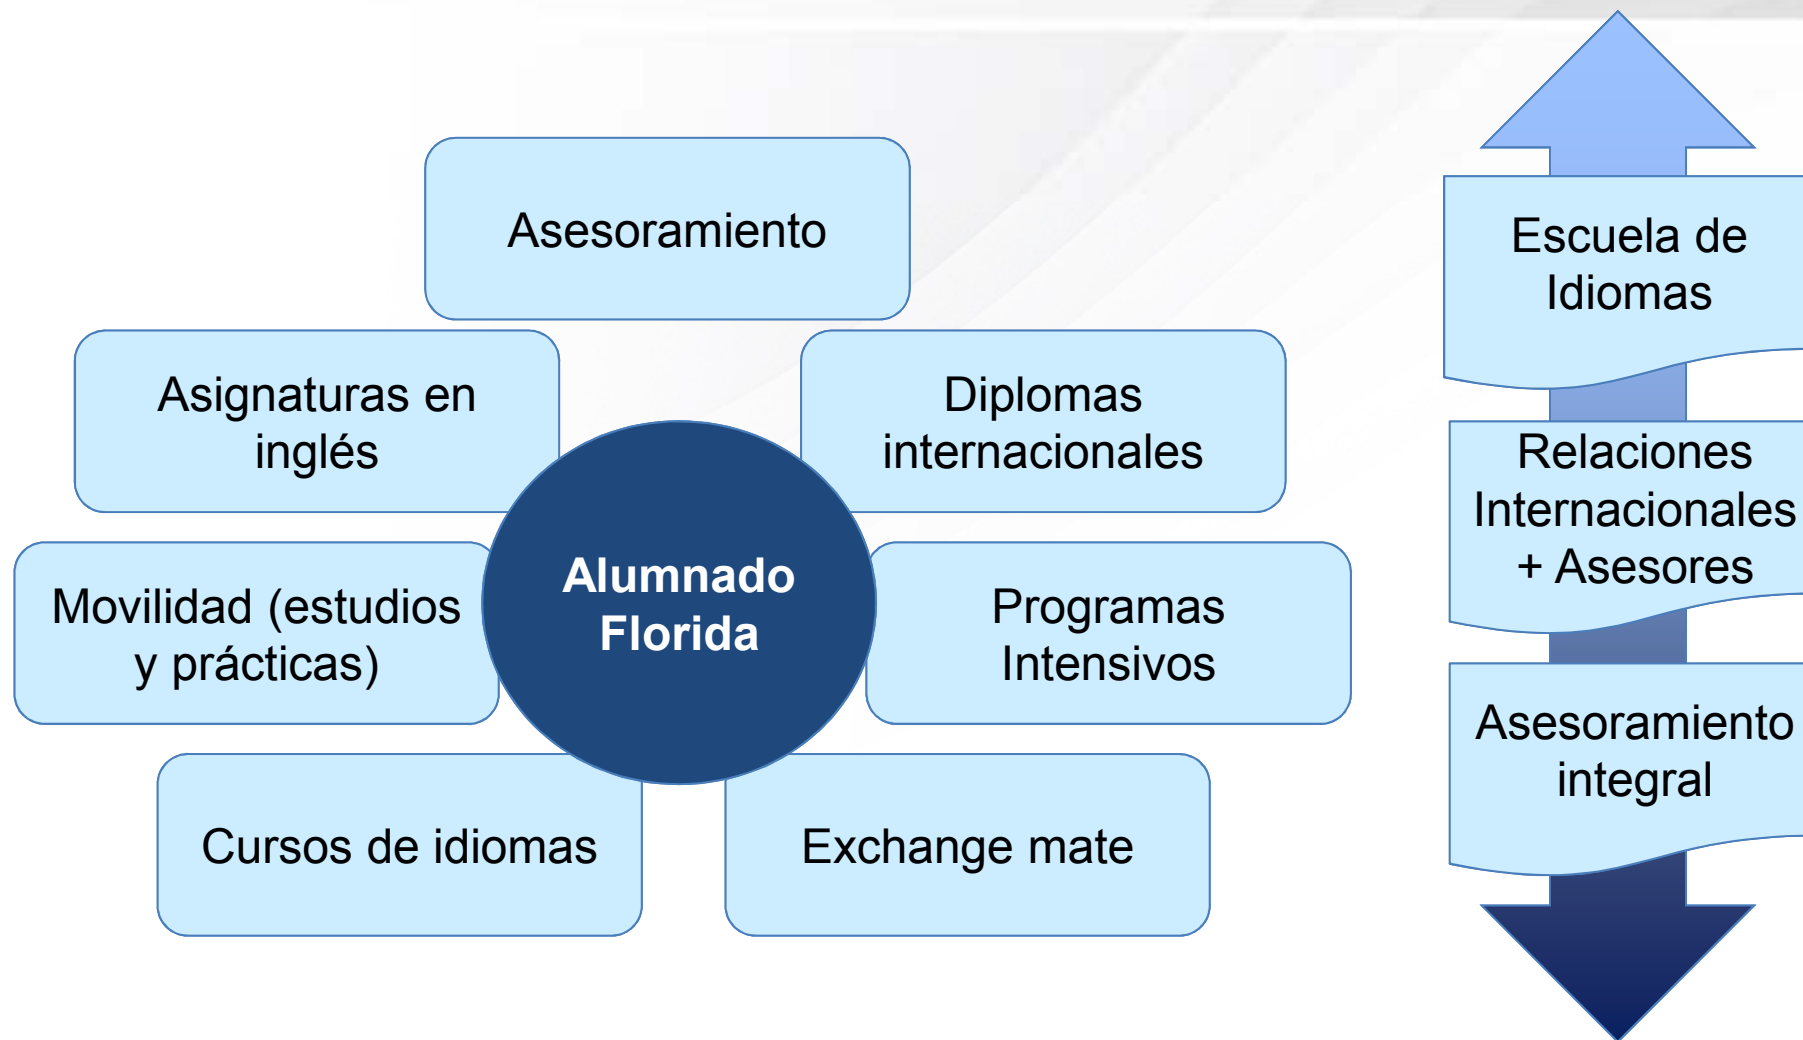 Asesoramiento
Asignaturas en
inglés
Diplomas
internacionales
Movilidad (estudios
y prácticas)
Alumnado
Florida
Programas
Intensivos
Cursos de idiomas
Exchange mate
Escuela de
Idiomas
Relaciones
Internacionales
+ Asesores
Asesoramiento
integral